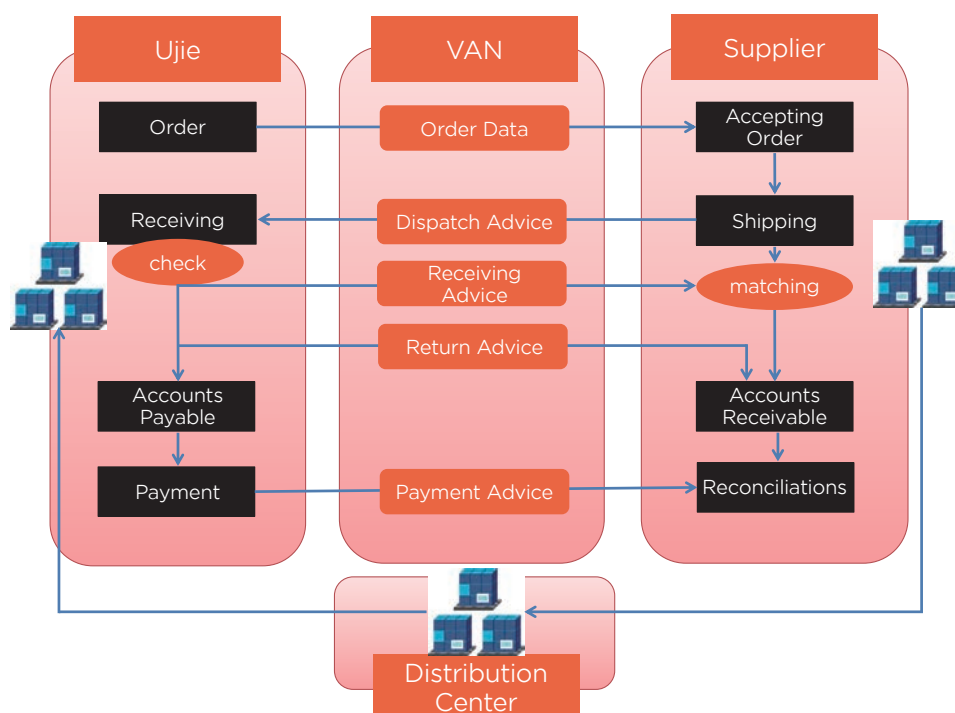 Ujie
VAN
Supplier
Order
Order Data
Accepting
Order
Receiving
Dispatch Advice
Shipping
check
Receiving
Advice
matching
Return Advice
Accounts
Payable
Accounts
Receivable
Payment
Payment Advice
Reconciliations
Distribution
Center